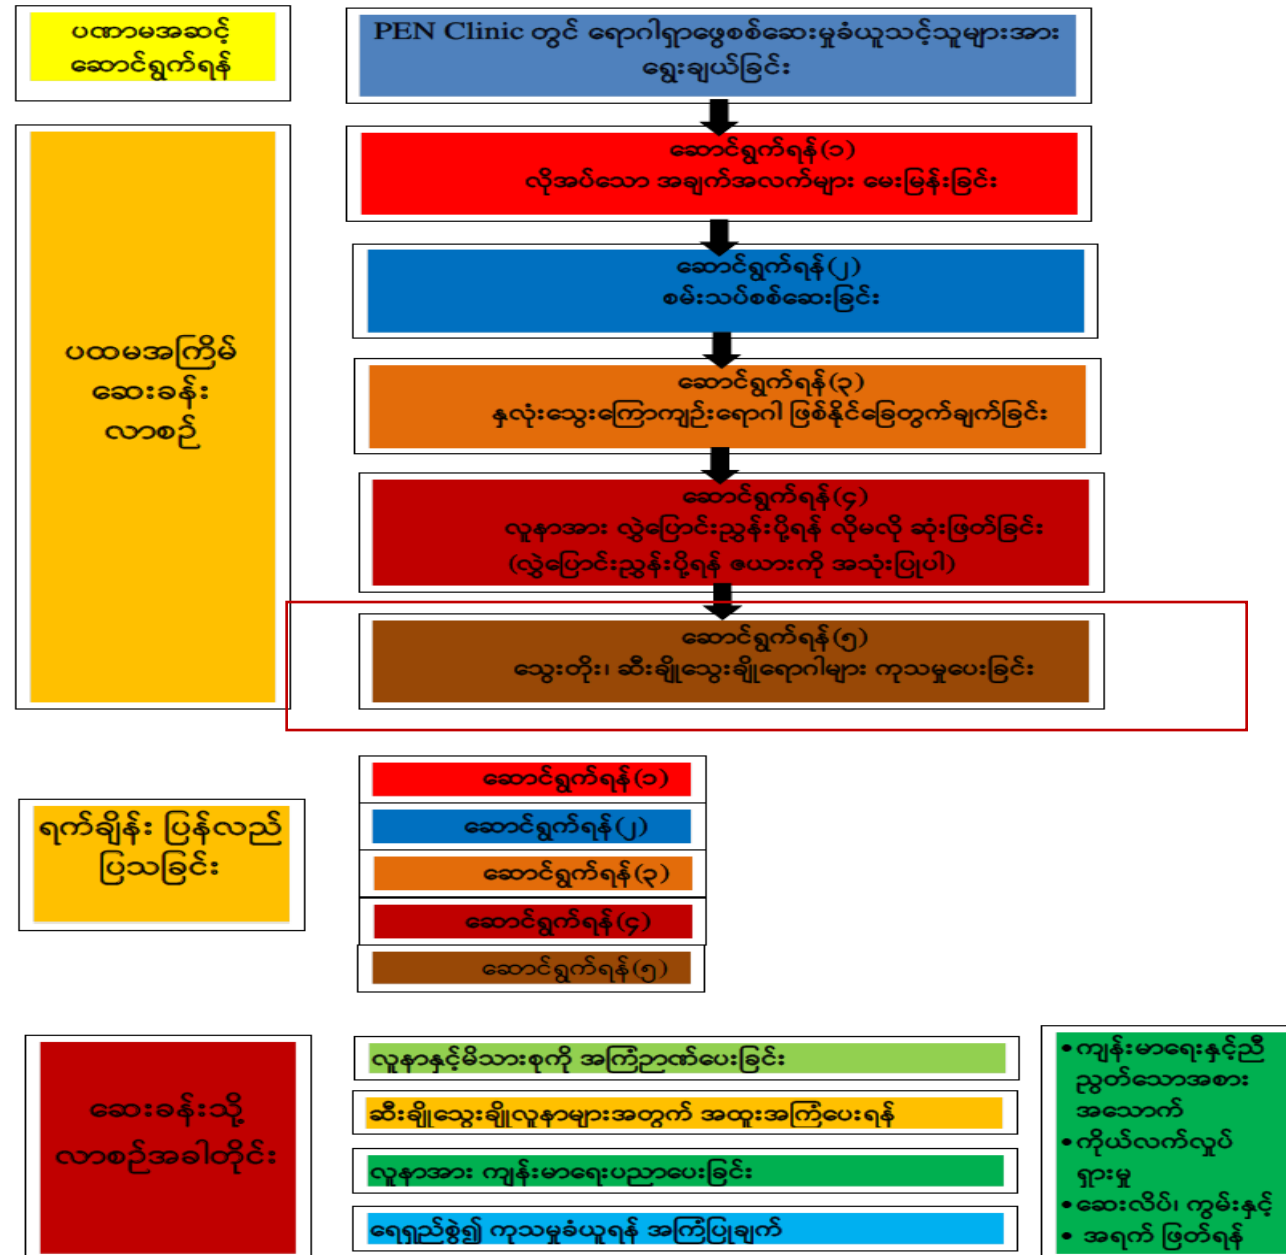 ပဏာမအဆင့်
ဆောင်ရွက်ရန်
PEN Clinic တွင် ရောဂါရှာဖွေစစ်ဆေးမှုခံယူသင့်သူများအား
ရွေးချယ်ခြင်း
ပထမအကြိမ်
ဆေးခန်း
လာစဉ်
ဆောင်ရွက်ရန်(၁)
လိုအပ်သော အချက်အလက်များ မေးမြန်းခြင်း
ဆောင်ရွက်ရန်(၂)
စမ်းသပ်စစ်ဆေးခြင်း
ဆောင်ရွက်ရန်(၃)
နှလုံးသွေးကြောကျဉ်းရောဂါ ဖြစ်နိုင်ခြေတွက်ချက်ခြင်း
ဆောင်ရွက်ရန်(၄)
လူနာအား လွှဲပြောင်းညွှန်းပို့ရန် လိုမလို ဆုံးဖြတ်ခြင်း
(လွှဲပြောင်းညွှန်းပို့ရန် ဇယားကို အသုံးပြုပါ)
ဆောင်ရွက်ရန်(၅)
သွေးတိုး၊ ဆီးချိုသွေးချိုရောဂါများ ကုသမှုပေးခြင်း
ရက်ချိန်း ပြန်လည်
ပြသခြင်း
ဆောင်ရွက်ရန်(၁)
ဆောင်ရွက်ရန်(၂)
ဆောင်ရွက်ရန်(၃)
ဆောင်ရွက်ရန်(၄)
ဆောင်ရွက်ရန်(၅)
ဆေးခန်းသို့
လာစဉ်အခါတိုင်း
လူနာနှင့်မိသားစုကို အကြံဉာဏ်ပေးခြင်း
ဆီးချိုသွေးချိုလူနာများအတွက် အထူးအကြံပေးရန်
လူနာအား ကျန်းမာရေးပညာပေးခြင်း
ရေရှည်စွဲ၍ ကုသမှုခံယူရန် အကြံပြုချက်
•ကျန်းမာရေးနှင့်ညီ
ညွတ်သောအစား
အသောက်
•ကိုယ်လက်လှုပ်
ရှားမှု
•ဆေးလိပ်၊ ကွမ်းနှင့်
• အရက် ဖြတ်ရန်